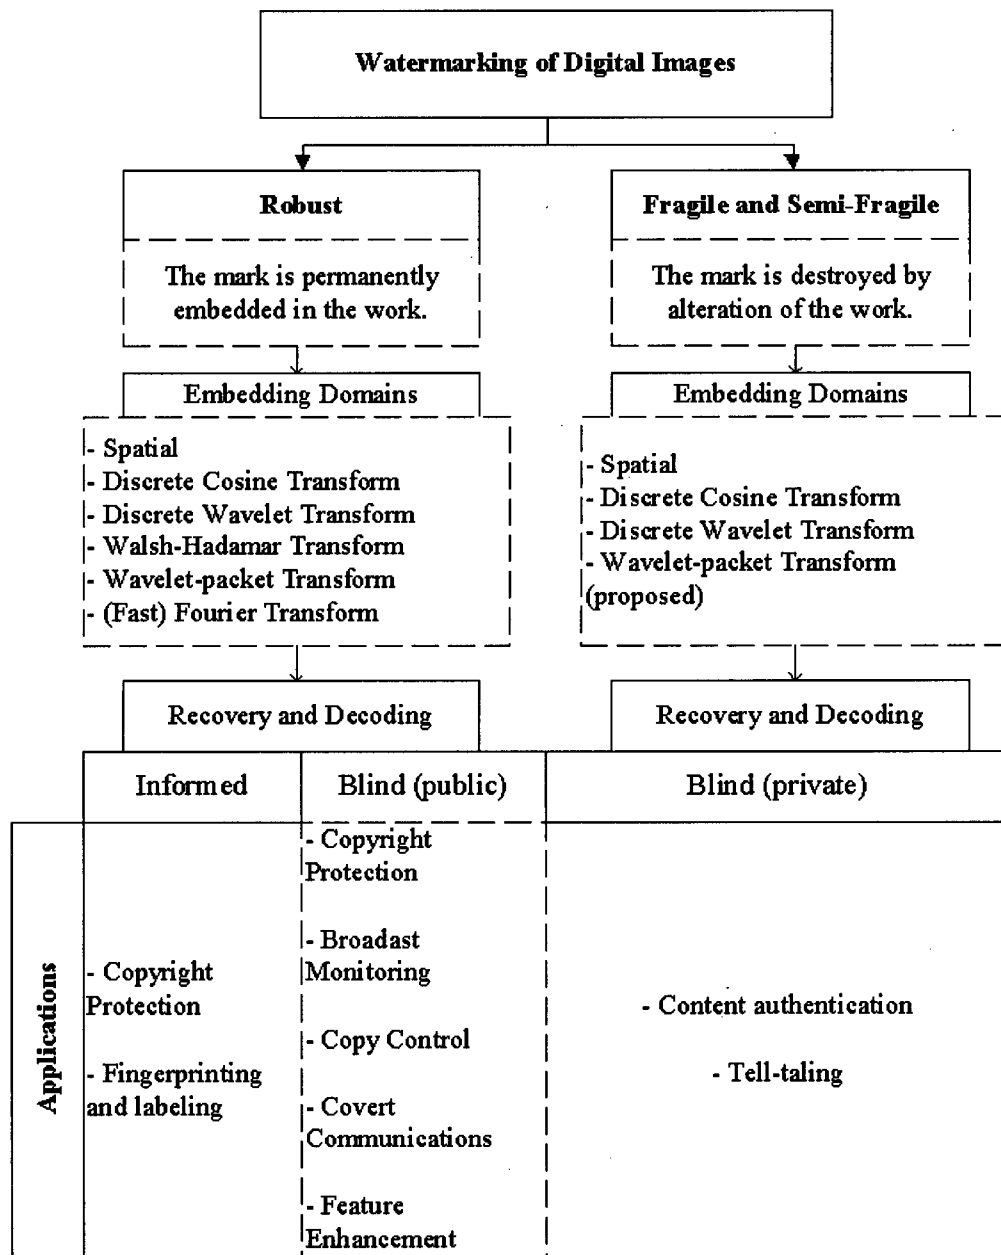 Watermarking of Digital Images
Robust
The mark is permanently
embedded in the work.
Embedding Domains
- Spatial
- Discrete Cosine Transform
- Discrete Wavelet Transform
- Walsh-Hadamar Transform
- Wavelet-packet Transform
- (Fast) Fourier Transform
Recovery and Decoding
Fragile and Semi-Fragile
The mark is destroyed by
alteration of the work.
Embedding Domains
- Spatial
- Discrete Cosine Transform
- Discrete Wavelet Transform
- Wavelet-packet Transform
(proposed)
Recovery and Decoding
Informed
Blind (public)
Blind (private)
Applications
- Copyright
Protection
- Fingerprinting
and labeling
- Copyright
Protection
- Broadast
Monitoring
- Copy Control
- Covert
Communications
- Feature
Enhancement
- Content authentication
- Tell-taling